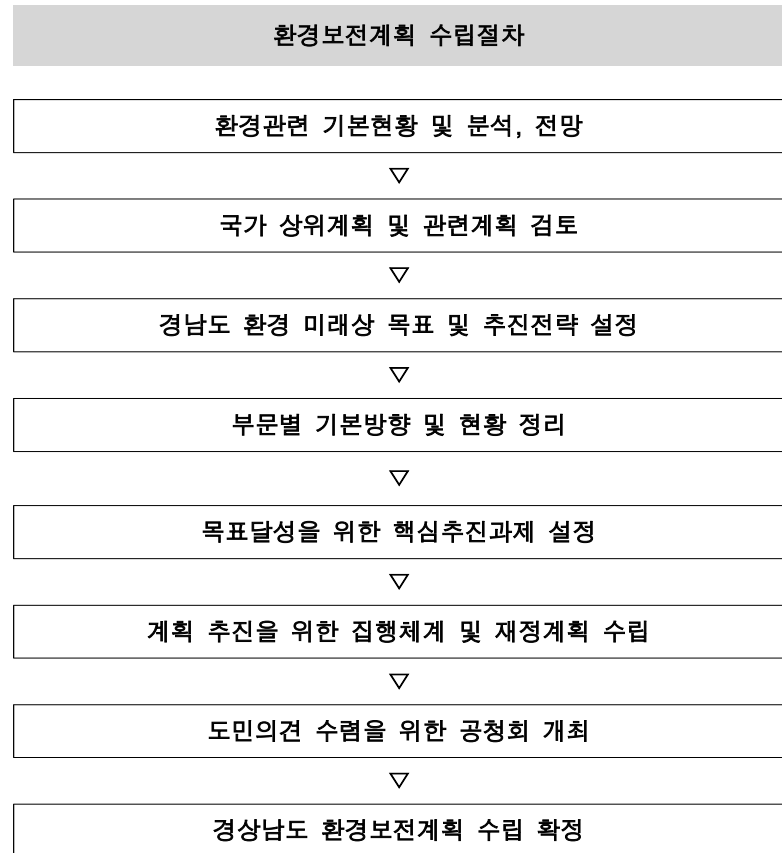 환경보전계획 수립절차
환경관련 기본현황 및 분석, 전망
▽
국가 상위계획 및 관련계획 검토
▽
경남도 환경 미래상 목표 및 추진전략 설정
▽
부문별 기본방향 및 현황 정리
▽
목표달성을 위한 핵심추진과제 설정
▽
계획 추진을 위한 집행체계 및 재정계획 수립
▽
도민의견 수렴을 위한 공청회 개최
▽
경상남도 환경보전계획 수립 확정